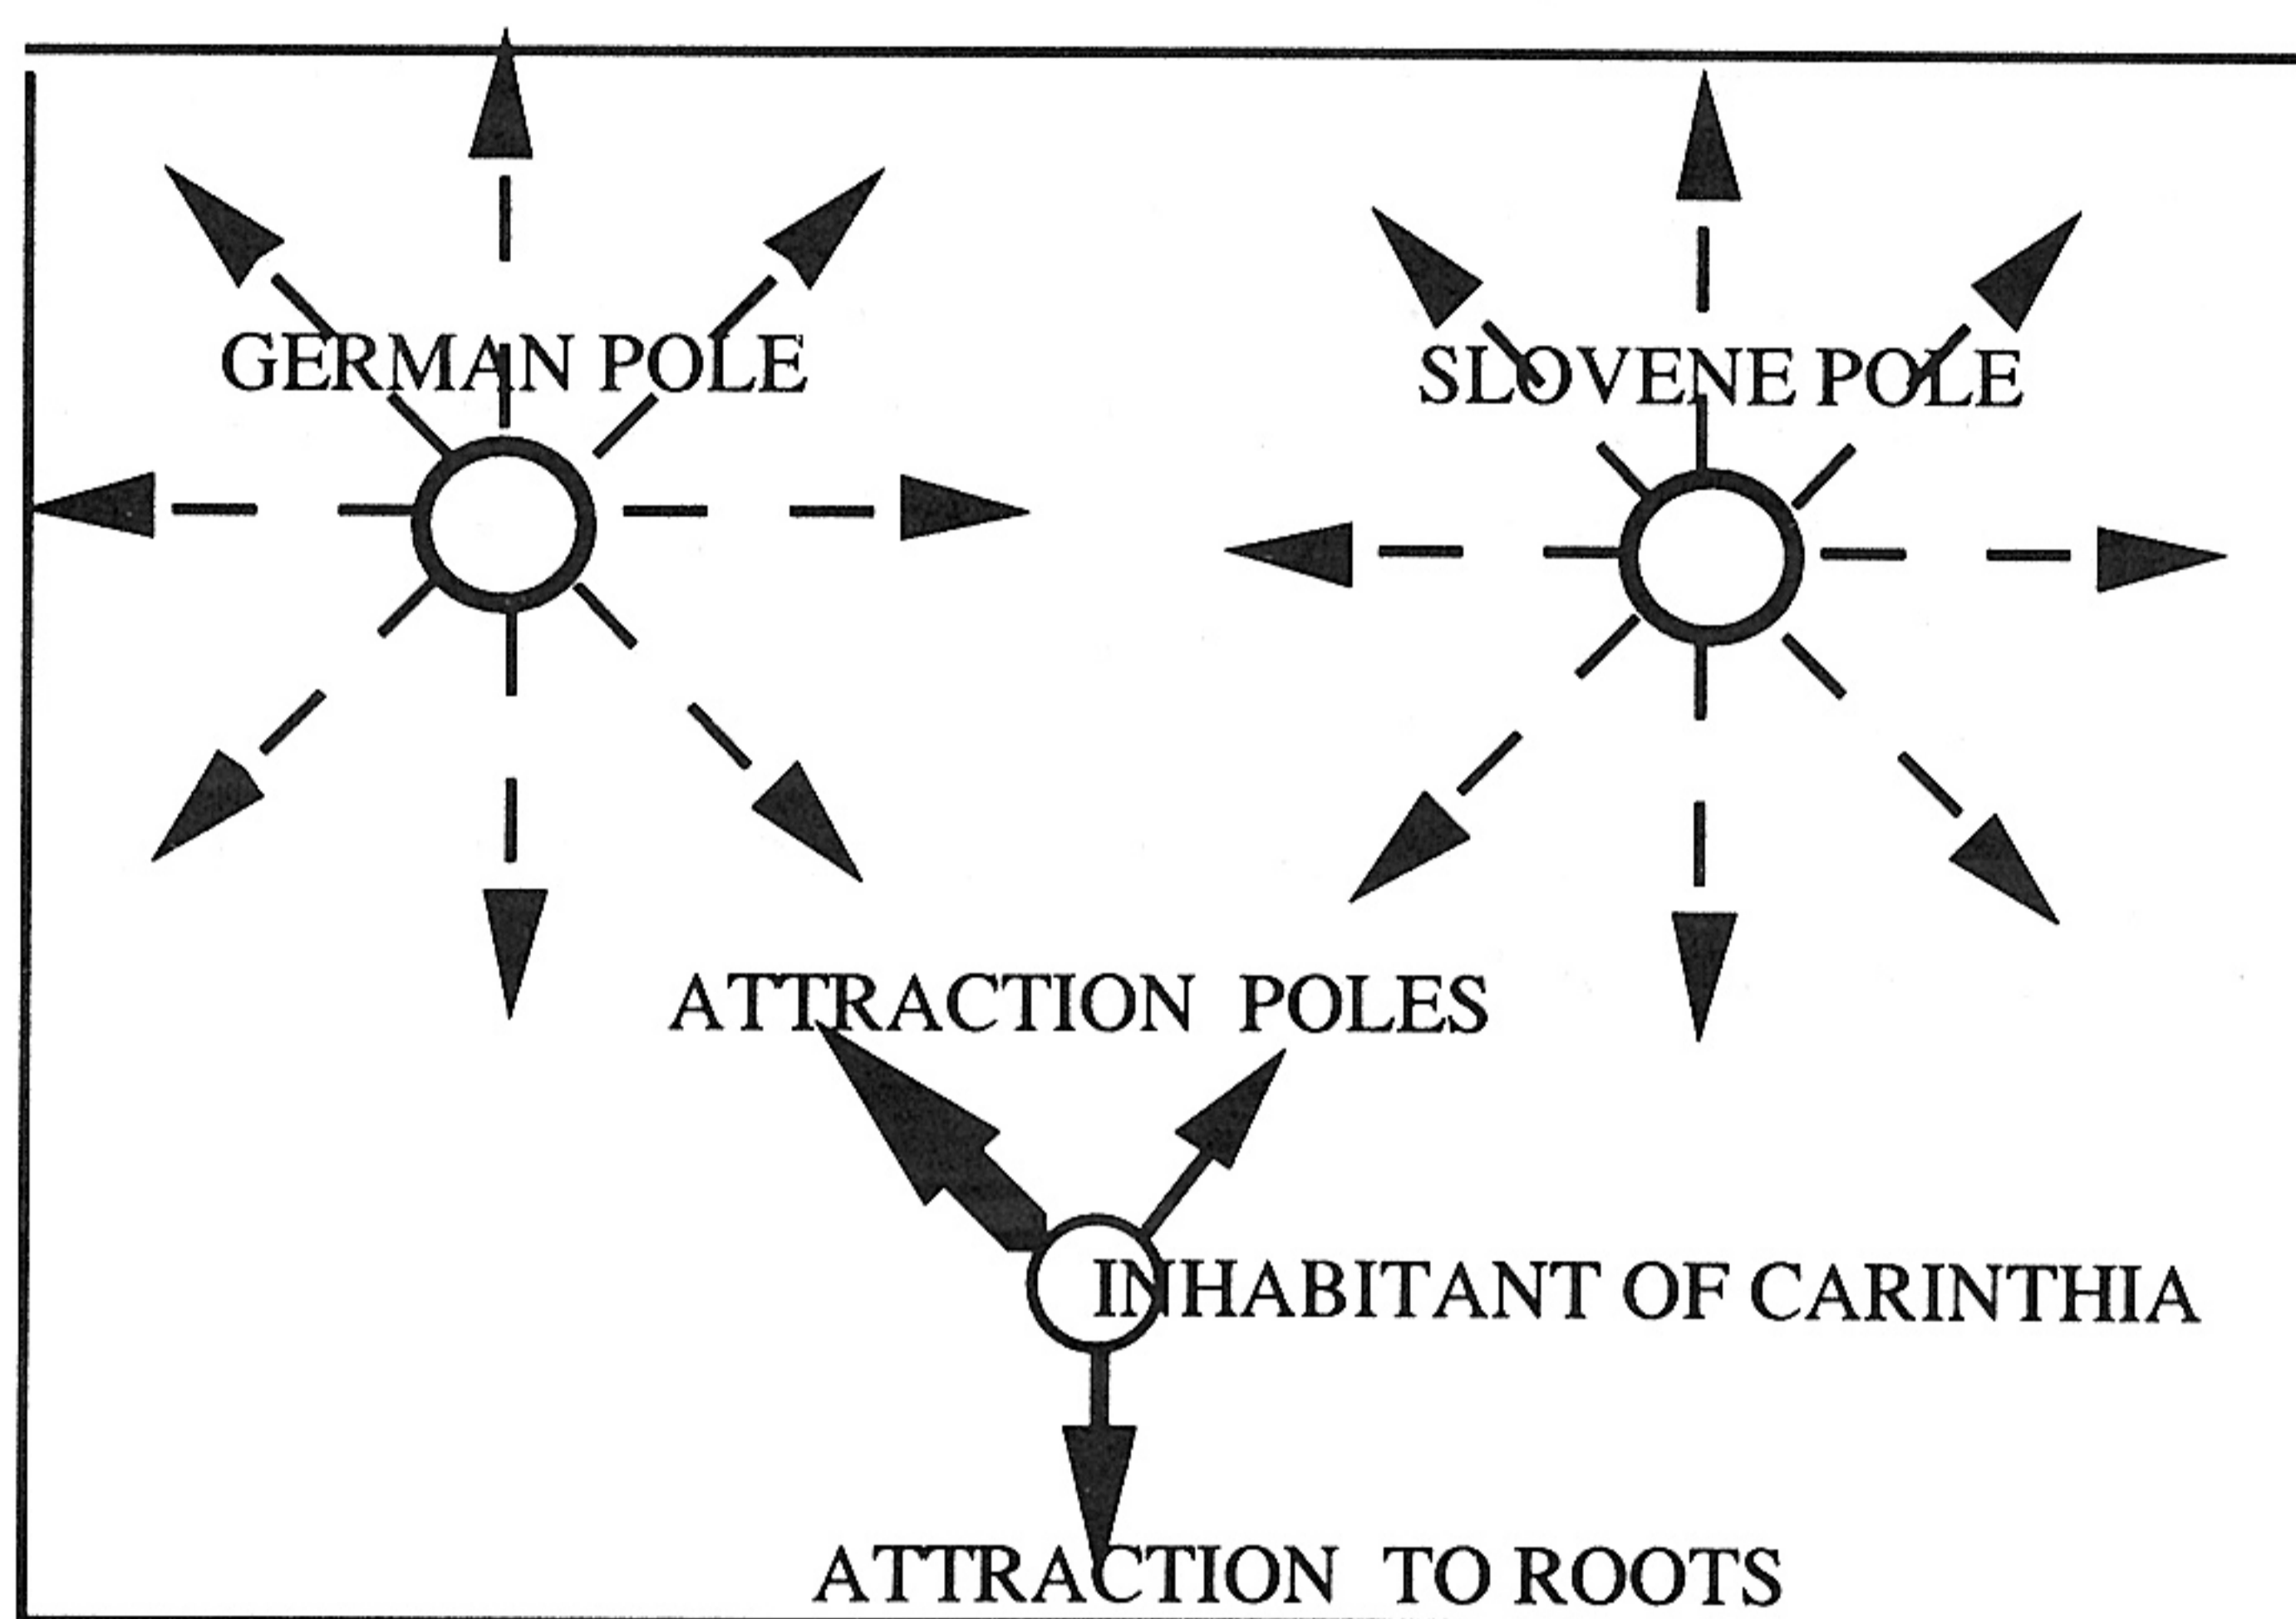 GERMAN POLE
SLOVENE POLE
ATTRACTION POLES
INHABITANT OF CARINTHIA
ATTRACTION TO ROOTS